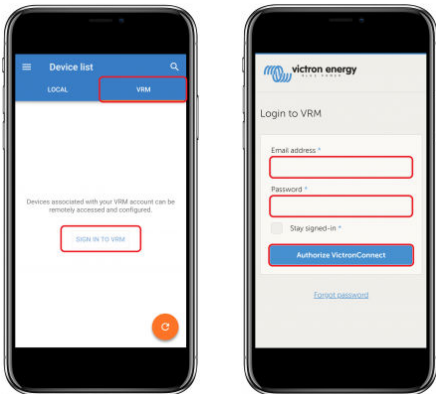 Device list
LOCAL
VRM
Devices associated with your VRM account can be
remotely accessed and configured.
SIGN IN TO VRM
victron energy
BLUE POWER
Login to VRM
Email address *
Password *
Stay signed-in *
Authorize VictronConnect
Forgot password